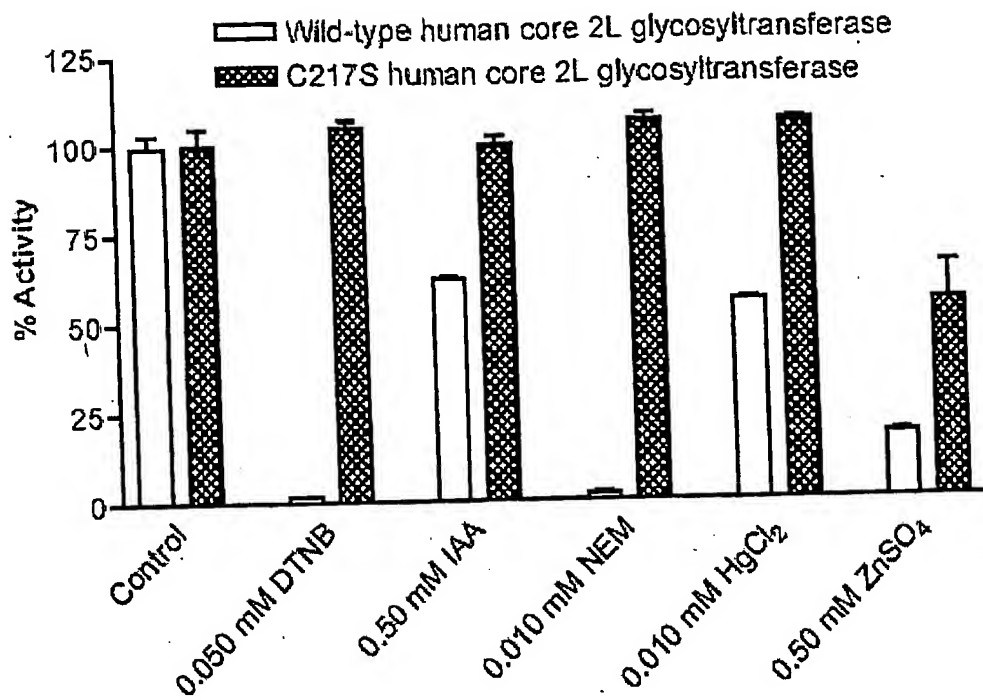 Wild-type human core 2L glycosyltransferase
C217S human core 2L glycosyltransferase
125
100
75
50
25
0
% Activity
Control
0.050 mM DTNB
0.50 mM IAA
0.010 mM NEM
0.010 mM HgCl₂
0.50 mM ZnSO₄